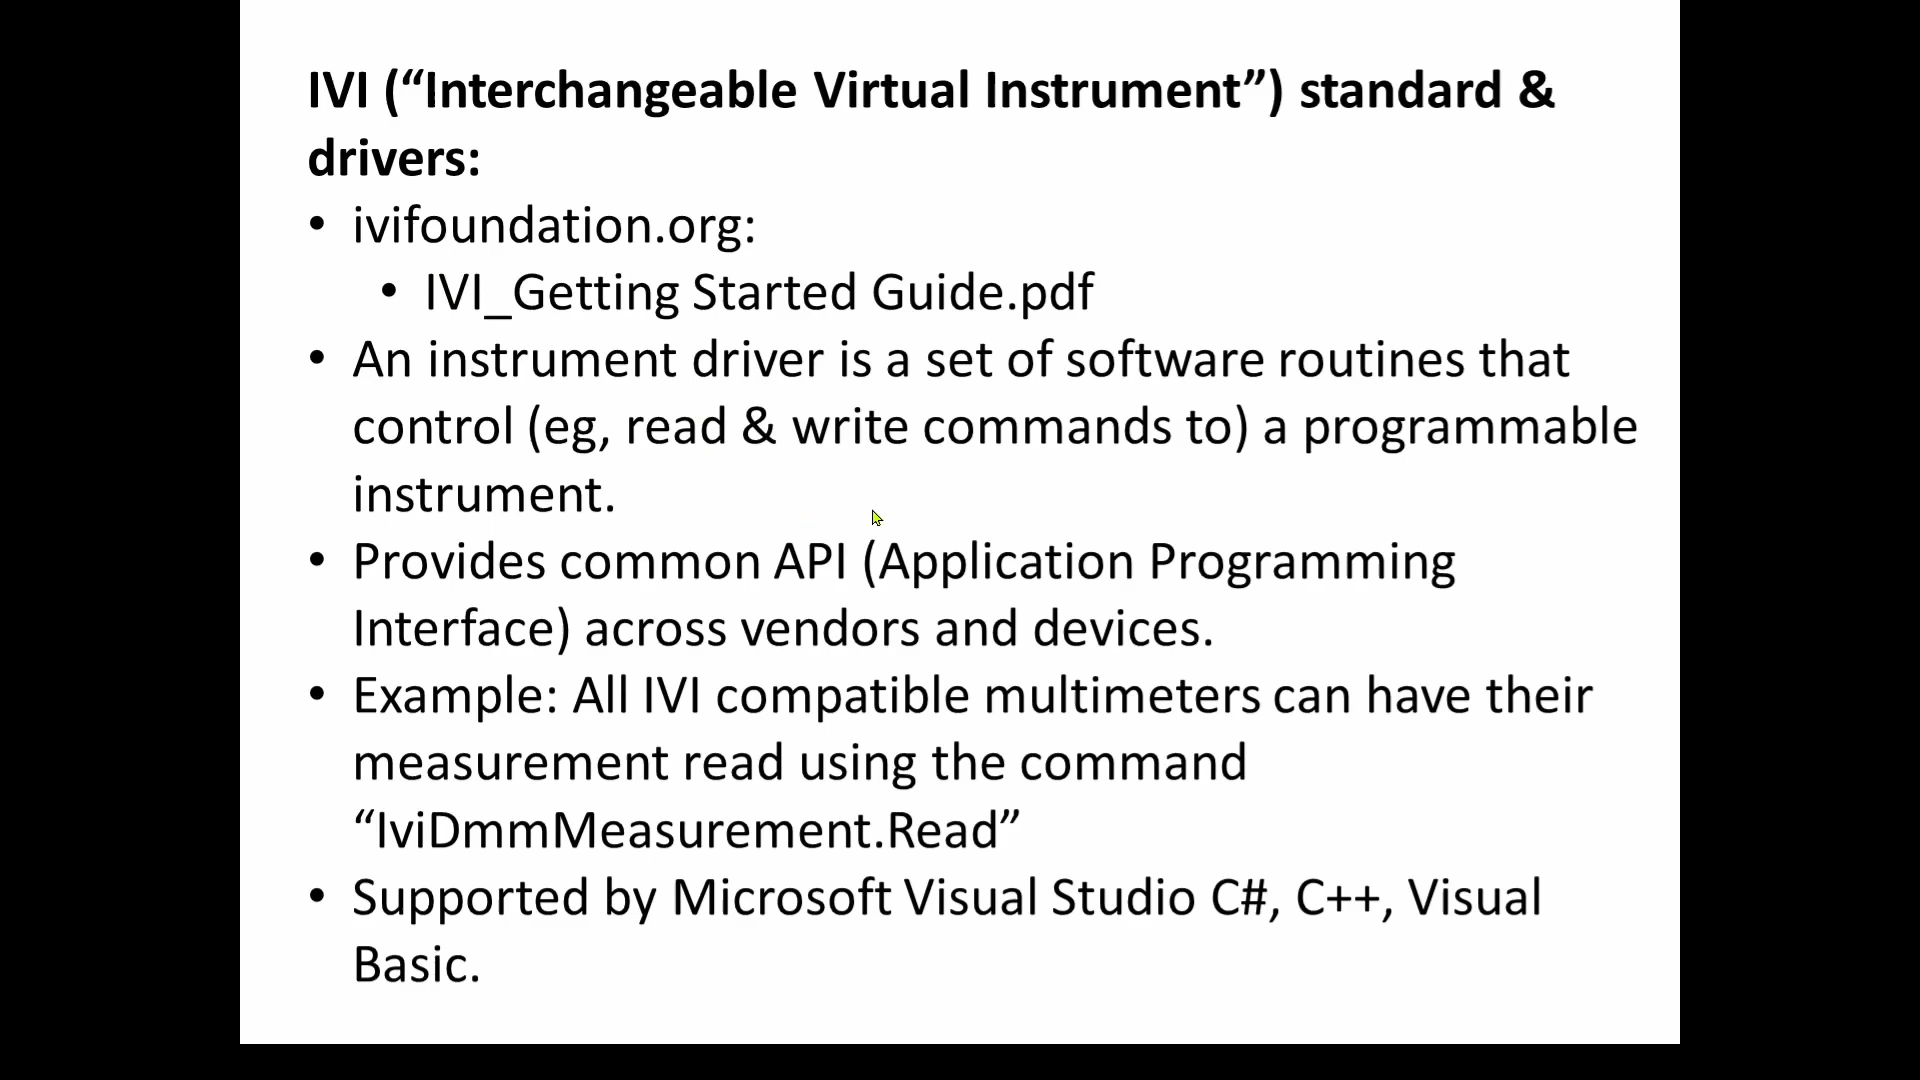 IVI (“Interchangeable Virtual Instrument”) standard &
drivers:
• ivifoundation.org:
• IVI_Getting Started Guide.pdf
• An instrument driver is a set of software routines that
control (eg, read & write commands to) a programmable
instrument.
• Provides common API (Application Programming
Interface) across vendors and devices.
• Example: All IVI compatible multimeters can have their
measurement read using the command
“IviDmmMeasurement.Read”
• Supported by Microsoft Visual Studio C#, C++, Visual
Basic.